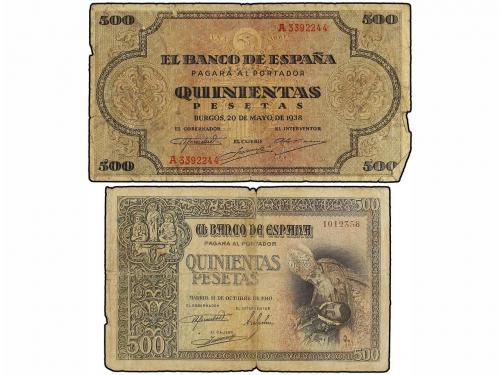 500 500
A 3392244
EL BANCO DE ESPAÑA
PAGARÁ AL PORTADOR
QUINIENTAS
PESETAS
BURGOS, 20 DE MAYO, DE 1938
EL GOBERNADOR EL INTERVENTOR
EL CAJERO
A 3392244
500 500
500 500
EL BANCO DE ESPAÑA
PAGARÁ AL PORTADOR
1012358
QUINIENTAS
PESETAS
MADRID, 21 DE OCTUBRE DE 1940
EL GOBERNADOR EL INTERVENTOR
EL CAJERO
500 500